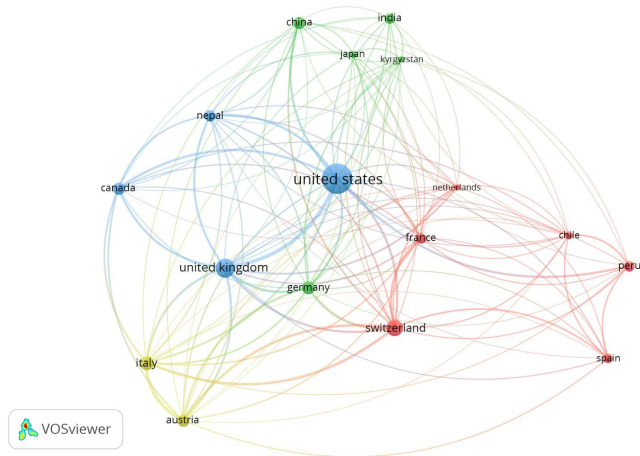 china
india
japan
kyrgyzstan
nepal
united states
canada
netherlands
chile
france
peru
united kingdom
germany
switzerland
spain
italy
austria
VOSviewer